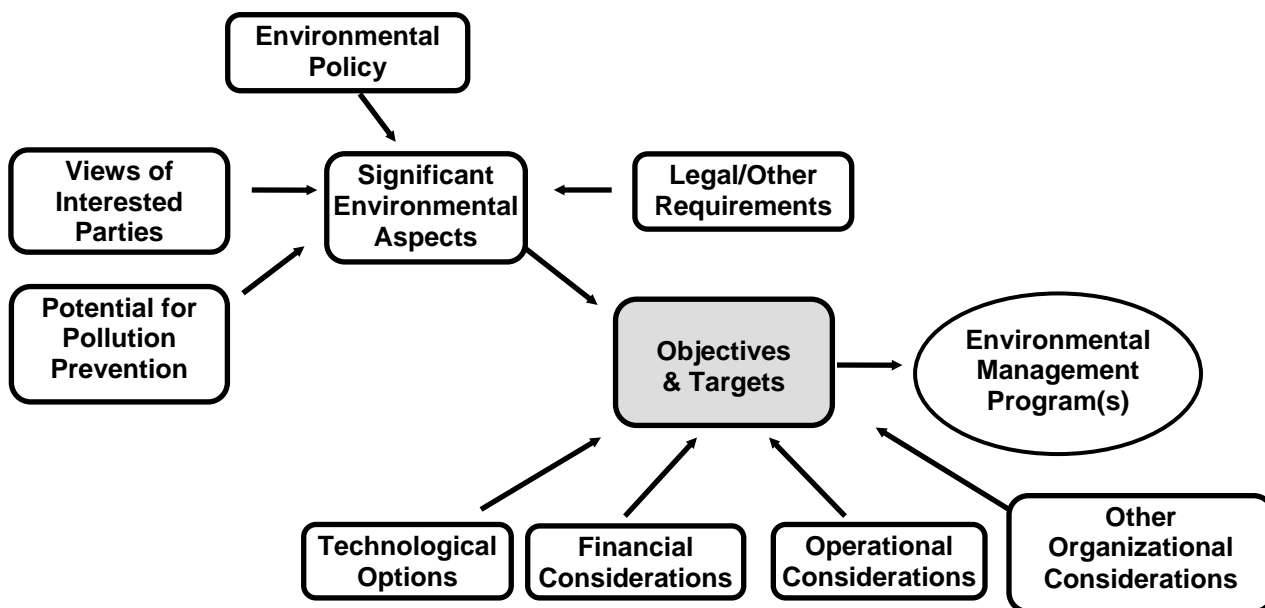 Environmental
Policy
Views of
Interested
Parties
Significant
Environmental
Aspects
Legal/Other
Requirements
Potential for
Pollution
Prevention
Objectives
& Targets
Environmental
Management
Program(s)
Technological
Options
Financial
Considerations
Operational
Considerations
Other
Organizational
Considerations